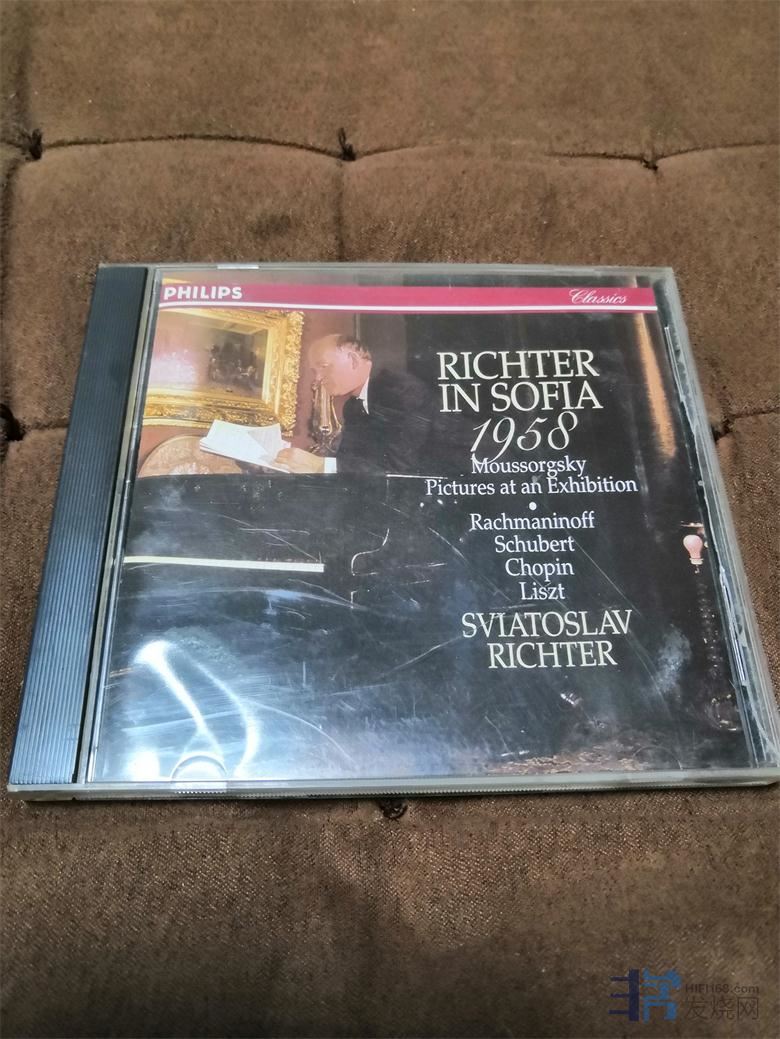 PHILIPS
Classics
RICHTER
IN SOFIA
1958
Moussorgsky
Pictures at an Exhibition
•
Rachmaninoff
Schubert
Chopin
Liszt
SVIATOSLAV
RICHTER
HIFI168.com
发烧网